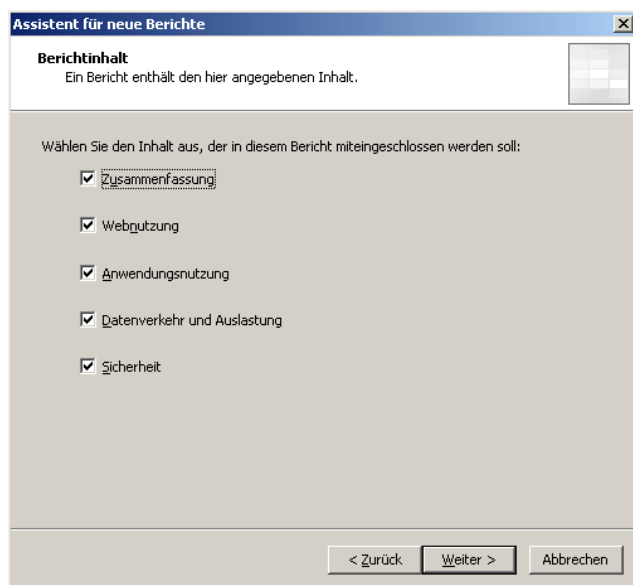 Assistent für neue Berichte
Berichtinhalt
Ein Bericht enthält den hier angegebenen Inhalt.
Wählen Sie den Inhalt aus, der in diesem Bericht miteingeschlossen werden soll:
Zusammenfassung
Webnutzung
Anwendungsnutzung
Datenverkehr und Auslastung
Sicherheit
< Zurück Weiter > Abbrechen